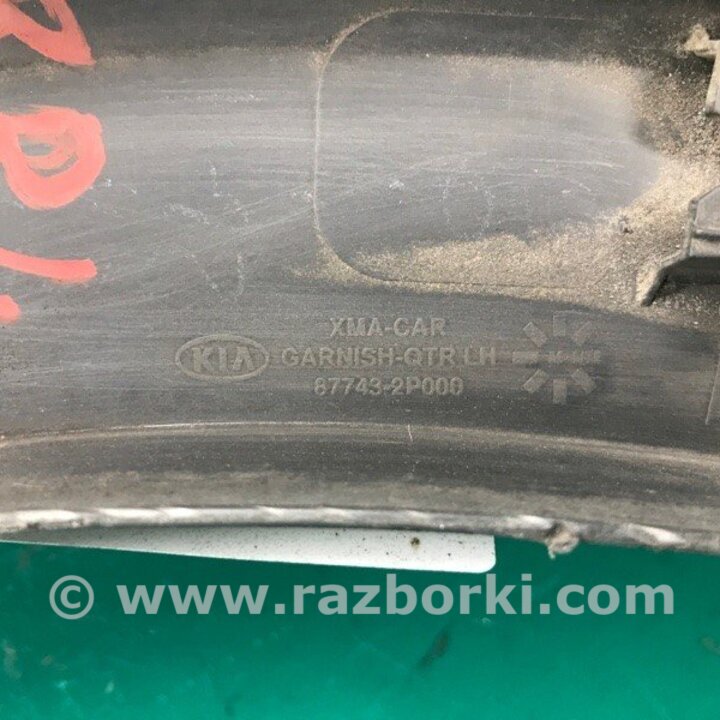 XMA-CAR
KIA GARNISH-QTR LH
87743-2P000
© www.razborki.com